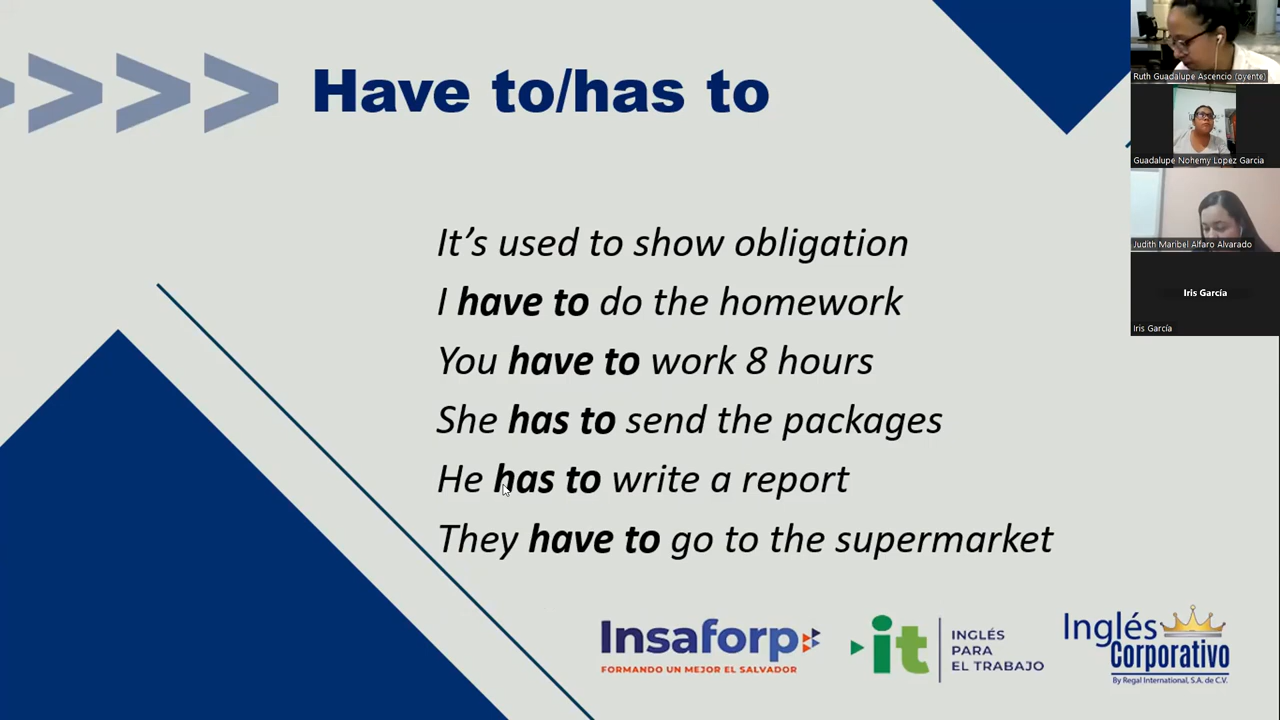 Have to/has to
It's used to show obligation
I have to do the homework
You have to work 8 hours
She has to send the packages
He has to write a report
They have to go to the supermarket
Insaforp
FORMANDO UN MEJOR EL SALVADOR
it
INGLÉS
PARA
EL TRABAJO
Inglés
Corporativo
By Regal International, S.A. de C.V.
Ruth Guadalupe Ascencio (oyente)
Guadalupe Nohemy Lopez Garcia
Judith Maribel Alfaro Alvarado
Iris García
Iris García